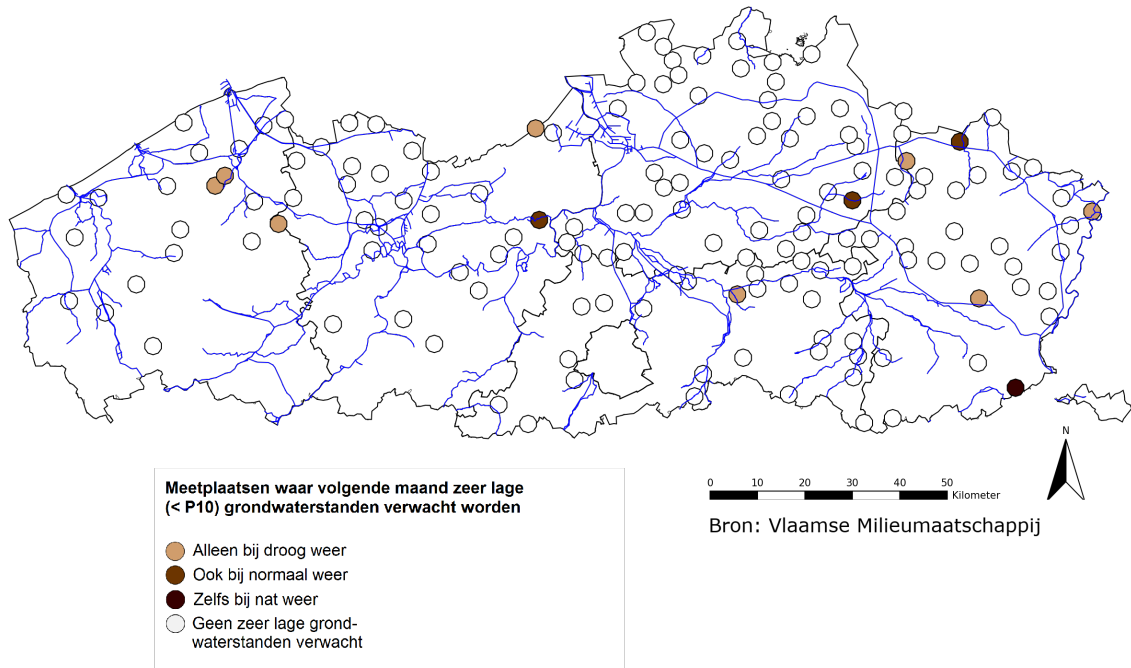 Meetplaatsen waar volgende maand zeer lage
(< P10) grondwaterstanden verwacht worden
Alleen bij droog weer
Ook bij normaal weer
Zelfs bij nat weer
Geen zeer lage grond-
waterstanden verwacht
0 10 20 30 40 50 Kilometer
Bron: Vlaamse Milieumaatschappij
N